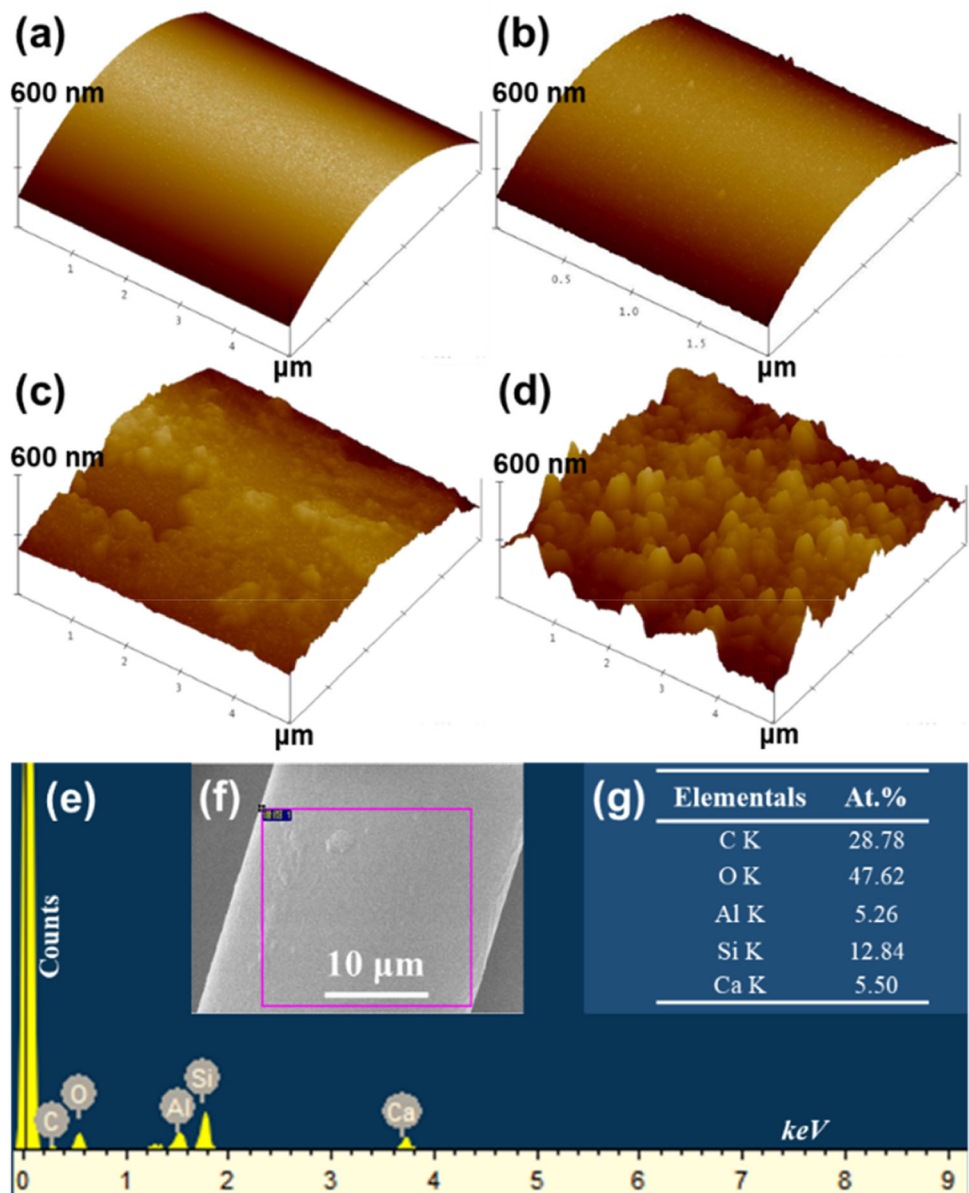 (a)
600 nm
1
2
3
4
µm
(b)
600 nm
0.5
1.0
1.5
µm
(c)
600 nm
1
2
3
4
µm
(d)
600 nm
1
2
3
4
µm
(e)
Counts
C
O
Al
Si
Ca
keV
0 1 2 3 4 5 6 7 8 9
(f)
10 µm
(g)
Elementals At.%
C K 28.78
O K 47.62
Al K 5.26
Si K 12.84
Ca K 5.50